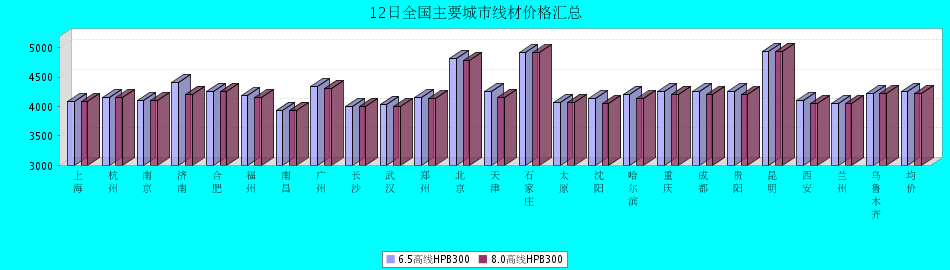 12日全国主要城市线材价格汇总
5000
4500
4000
3500
3000
上海
杭州
南京
济南
合肥
福州
南昌
广州
长沙
武汉
郑州
北京
天津
石家庄
太原
沈阳
哈尔滨
重庆
成都
贵阳
昆明
西安
兰州
乌鲁木齐
均价
6.5高线HPB300
8.0高线HPB300